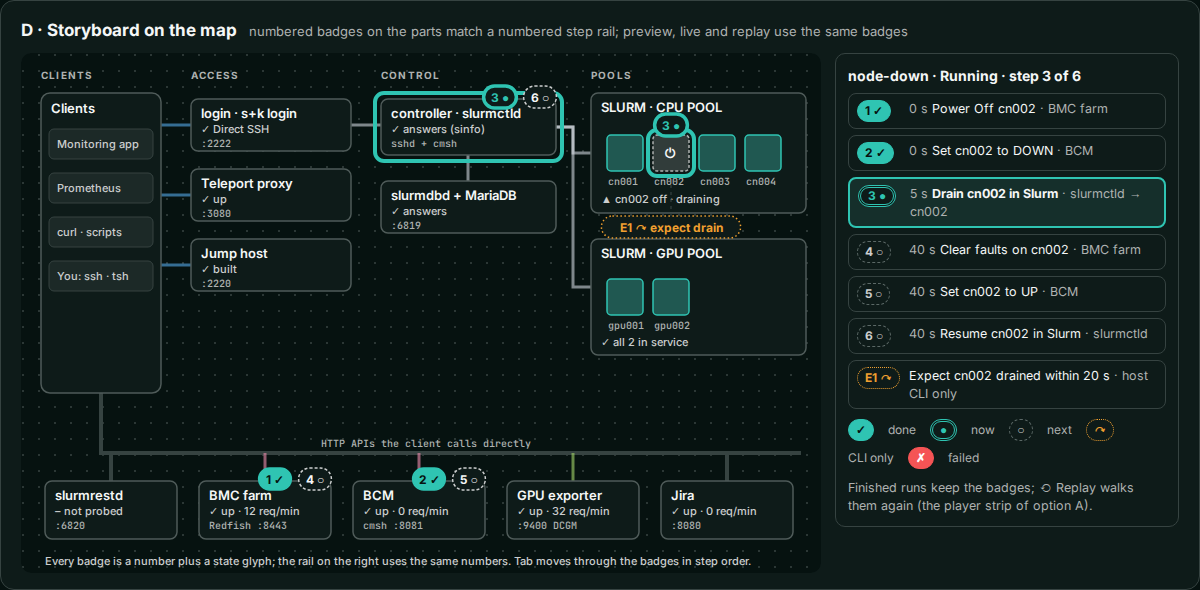 D · Storyboard on the map numbered badges on the parts match a numbered step rail; preview, live and replay use the same badges
CLIENTS
Clients
Monitoring app
Prometheus
curl · scripts
You: ssh · tsh
ACCESS
login · s+k login
✓ Direct SSH
:2222
Teleport proxy
✓ up
:3080
Jump host
✓ built
:2220
CONTROL
3 ●
6 ○
controller · slurmctld
✓ answers (sinfo)
sshd + cmsh
slurmdbd + MariaDB
✓ answers
:6819
POOLS
SLURM · CPU POOL
3 ●
⏻
cn001 cn002 cn003 cn004
▲ cn002 off · draining
E1 ↷ expect drain
SLURM · GPU POOL
gpu001 gpu002
✓ all 2 in service
HTTP APIs the client calls directly
slurmrestd
– not probed
:6820
1 ✓
4 ○
BMC farm
✓ up · 12 req/min
Redfish :8443
2 ✓
5 ○
BCM
✓ up · 0 req/min
cmsh :8081
GPU exporter
✓ up · 32 req/min
:9400 DCGM
Jira
✓ up · 0 req/min
:8080
Every badge is a number plus a state glyph; the rail on the right uses the same numbers. Tab moves through the badges in step order.
node-down · Running · step 3 of 6
1 ✓ 0 s Power Off cn002 · BMC farm
2 ✓ 0 s Set cn002 to DOWN · BCM
3 ● 5 s Drain cn002 in Slurm · slurmctld →
cn002
4 ○ 40 s Clear faults on cn002 · BMC farm
5 ○ 40 s Set cn002 to UP · BCM
6 ○ 40 s Resume cn002 in Slurm · slurmctld
E1 ↷ Expect cn002 drained within 20 s · host
CLI only
✓ done ● now ○ next ↷
CLI only ✗ failed
Finished runs keep the badges; ⟲ Replay walks
them again (the player strip of option A).